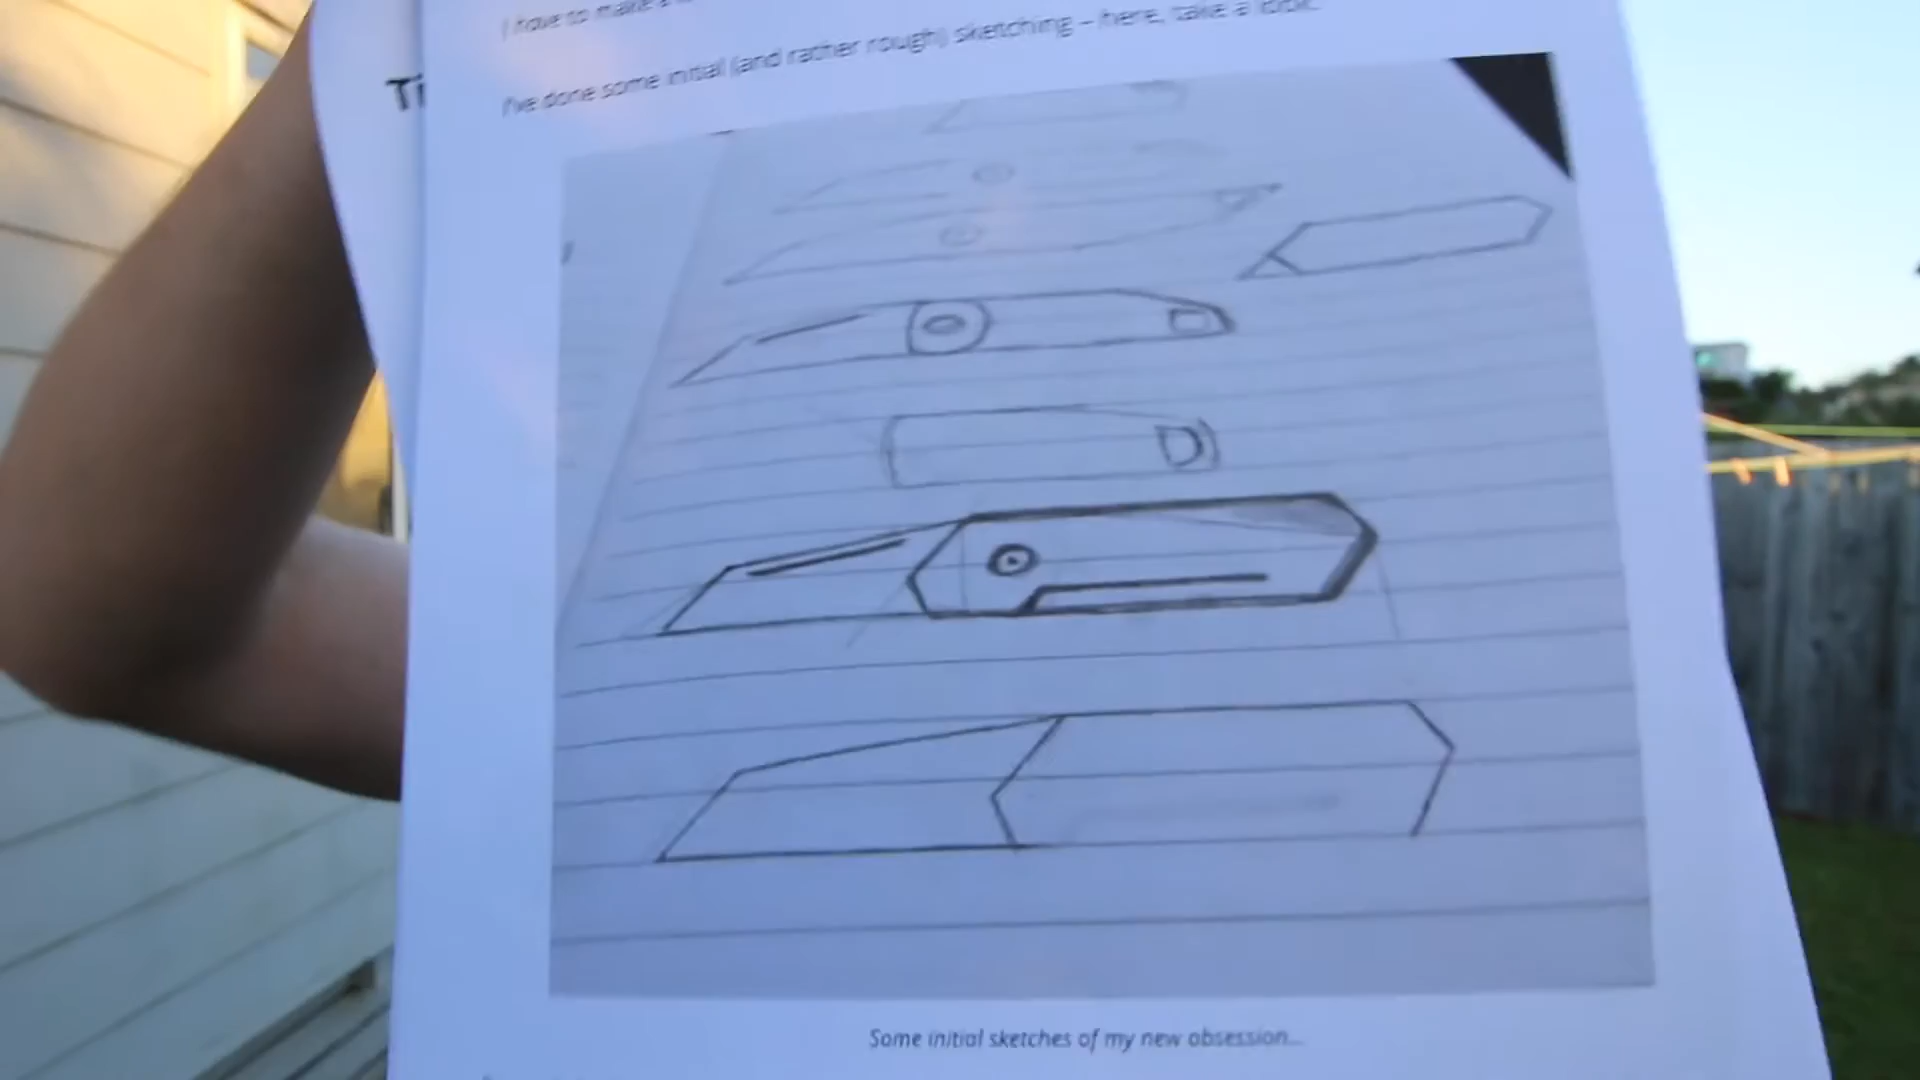 I have to make a
I've done some initial (and rather rough) sketching – here, take a look.
Ti
Some initial sketches of my new obsession...